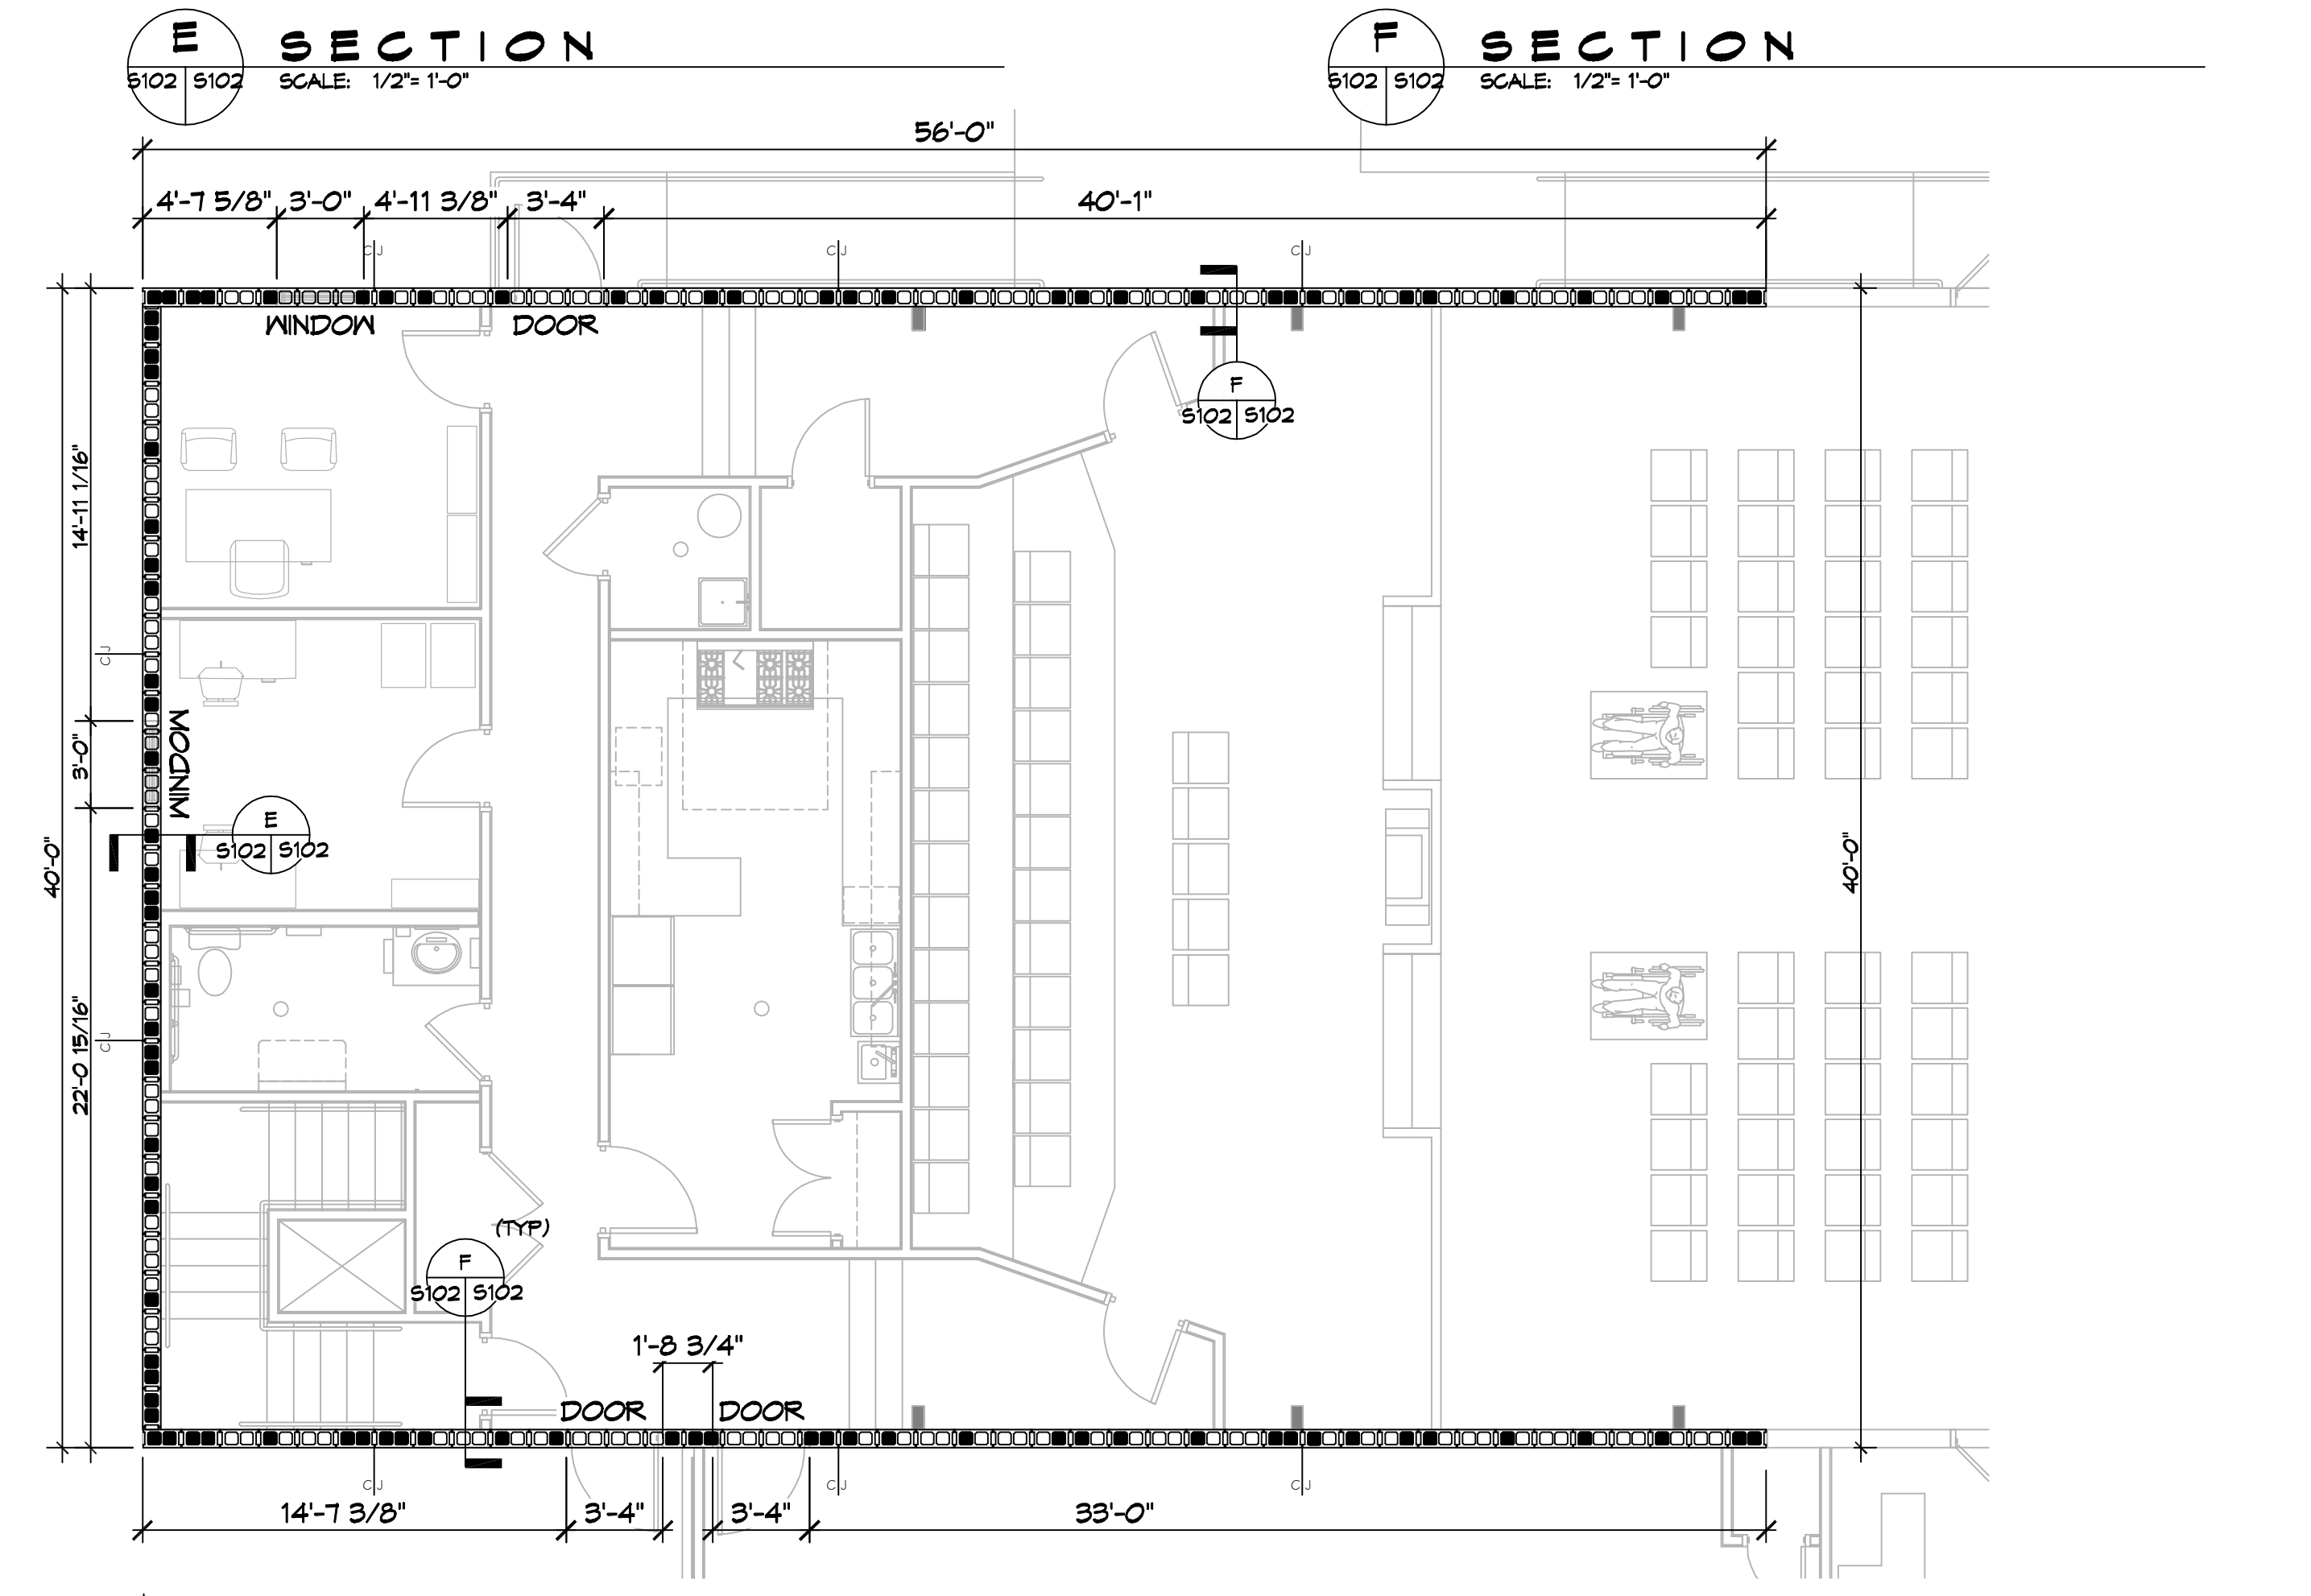 E
S102 S102
SECTION
SCALE: 1/2"= 1'-0"
F
S102 S102
SECTION
SCALE: 1/2"= 1'-0"
56'-0"
4'-7 5/8" 3'-0" 4'-11 3/8" 3'-4" 40'-1"
CJ CJ CJ
WINDOW DOOR
F
S102 S102
14'-11 1/16"
CJ
3'-0"
WINDOW
E
S102 S102
40'-0"
40'-0"
22'-0 15/16"
CJ
(TYP)
F
S102 S102
1'-8 3/4"
DOOR DOOR
CJ CJ CJ
14'-7 3/8" 3'-4" 3'-4" 33'-0"